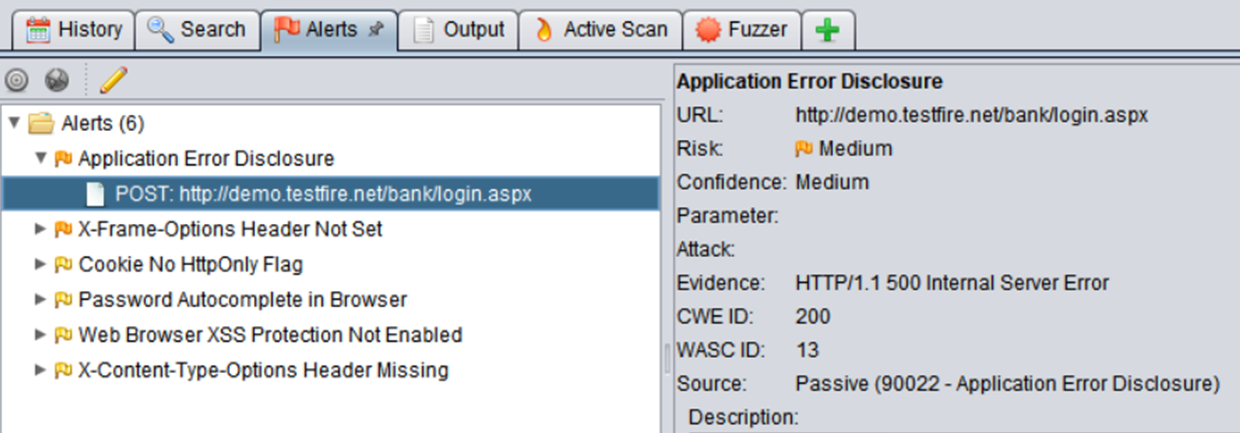 History Search Alerts Output Active Scan Fuzzer
Alerts (6)
Application Error Disclosure
POST: http://demo.testfire.net/bank/login.aspx
X-Frame-Options Header Not Set
Cookie No HttpOnly Flag
Password Autocomplete in Browser
Web Browser XSS Protection Not Enabled
X-Content-Type-Options Header Missing
Application Error Disclosure
URL: http://demo.testfire.net/bank/login.aspx
Risk: Medium
Confidence: Medium
Parameter:
Attack:
Evidence: HTTP/1.1 500 Internal Server Error
CWE ID: 200
WASC ID: 13
Source: Passive (90022 - Application Error Disclosure)
Description: